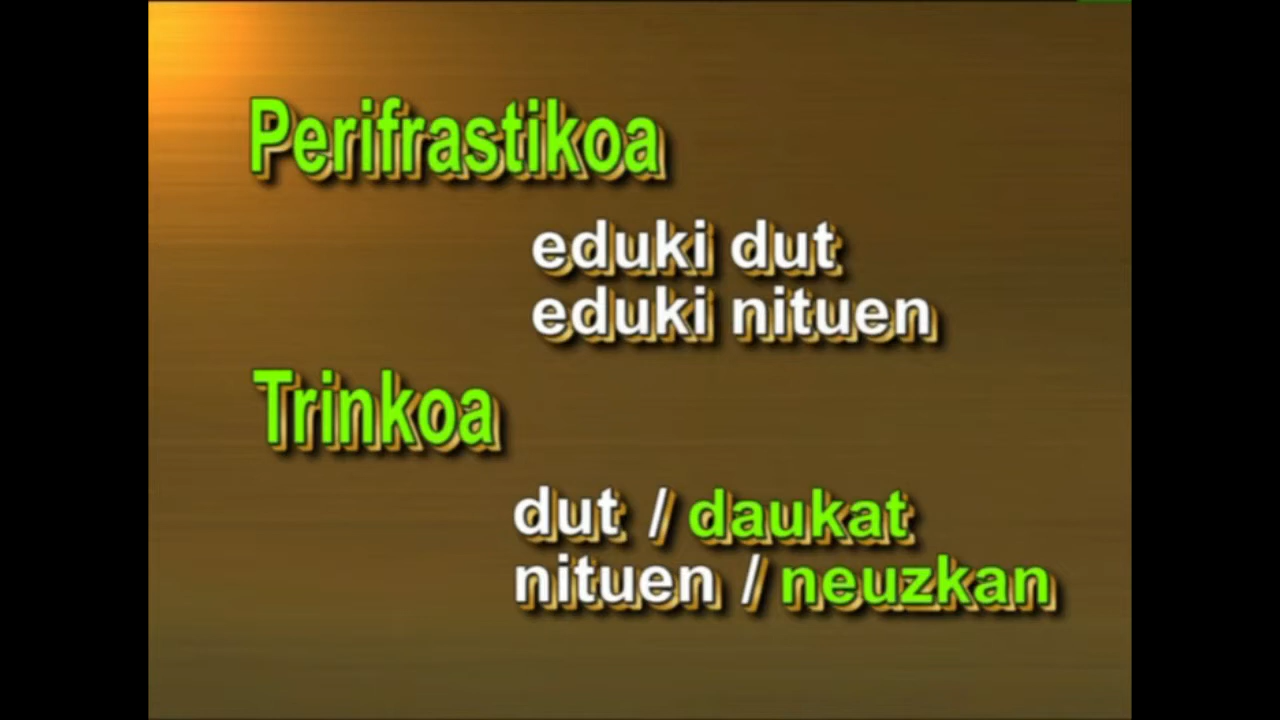 Perifrastikoa
eduki dut
eduki nituen
Trinkoa
dut / daukat
nituen / neuzkan